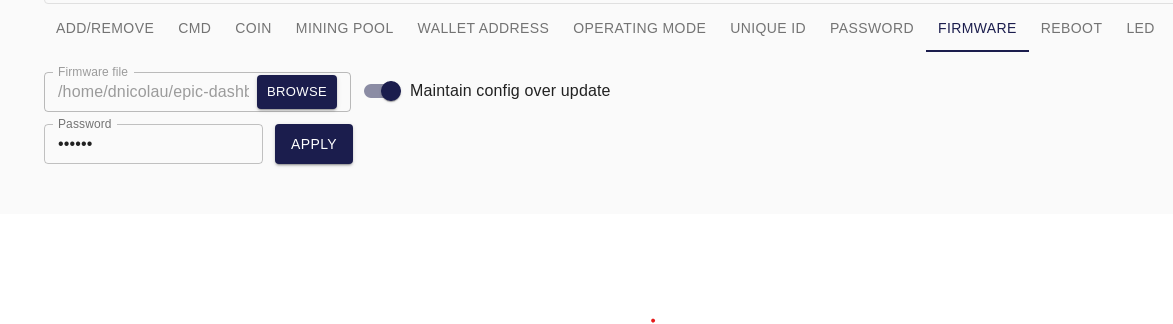 ADD/REMOVE CMD COIN MINING POOL WALLET ADDRESS OPERATING MODE UNIQUE ID PASSWORD FIRMWARE REBOOT LED
Firmware file
/home/dnicolau/epic-dashb BROWSE Maintain config over update
Password
•••••• APPLY